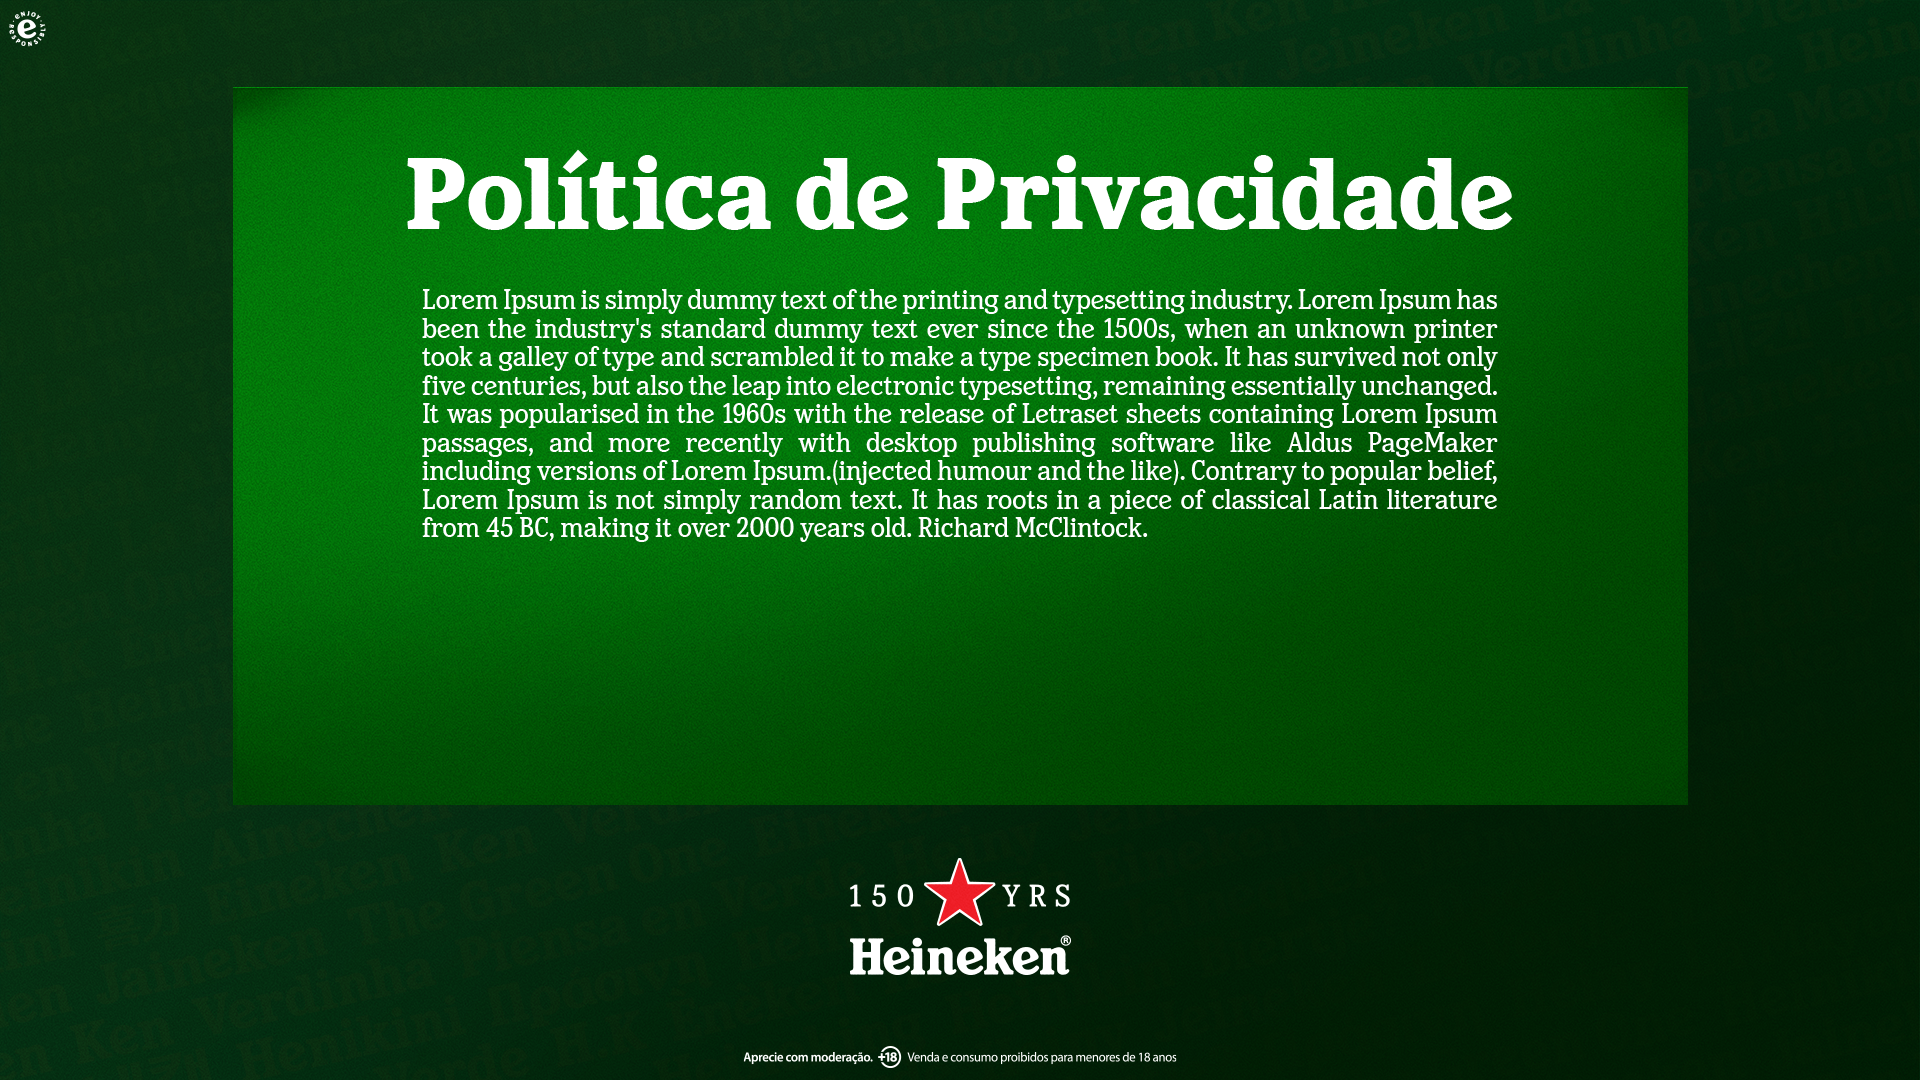 ENJOY RESPONSIBLY
Política de Privacidade
Lorem Ipsum is simply dummy text of the printing and typesetting industry. Lorem Ipsum has
been the industry's standard dummy text ever since the 1500s, when an unknown printer
took a galley of type and scrambled it to make a type specimen book. It has survived not only
five centuries, but also the leap into electronic typesetting, remaining essentially unchanged.
It was popularised in the 1960s with the release of Letraset sheets containing Lorem Ipsum
passages, and more recently with desktop publishing software like Aldus PageMaker
including versions of Lorem Ipsum.(injected humour and the like). Contrary to popular belief,
Lorem Ipsum is not simply random text. It has roots in a piece of classical Latin literature
from 45 BC, making it over 2000 years old. Richard McClintock.
150 YRS
Heineken®
Aprecie com moderação. +18 Venda e consumo proibidos para menores de 18 anos